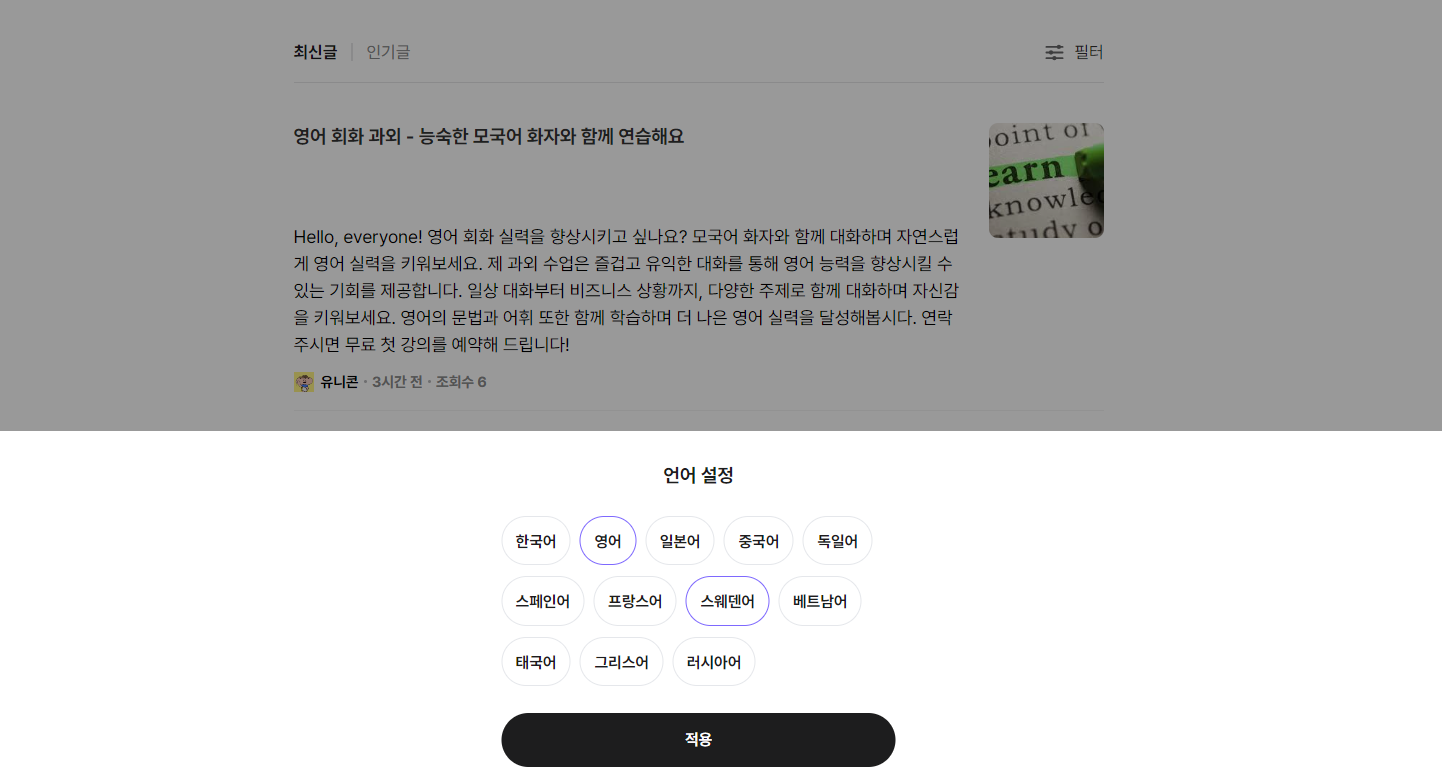 최신글 | 인기글
필터
영어 회화 과외 - 능숙한 모국어 화자와 함께 연습해요
point of
earn
knowle
study o
Hello, everyone! 영어 회화 실력을 향상시키고 싶나요? 모국어 화자와 함께 대화하며 자연스럽
게 영어 실력을 키워보세요. 제 과외 수업은 즐겁고 유익한 대화를 통해 영어 능력을 향상시킬 수
있는 기회를 제공합니다. 일상 대화부터 비즈니스 상황까지, 다양한 주제로 함께 대화하며 자신감
을 키워보세요. 영어의 문법과 어휘 또한 함께 학습하며 더 나은 영어 실력을 달성해봅시다. 연락
주시면 무료 첫 강의를 예약해 드립니다!
유니콘 · 3시간 전 · 조회수 6
언어 설정
한국어 영어 일본어 중국어 독일어
스페인어 프랑스어 스웨덴어 베트남어
태국어 그리스어 러시아어
적용